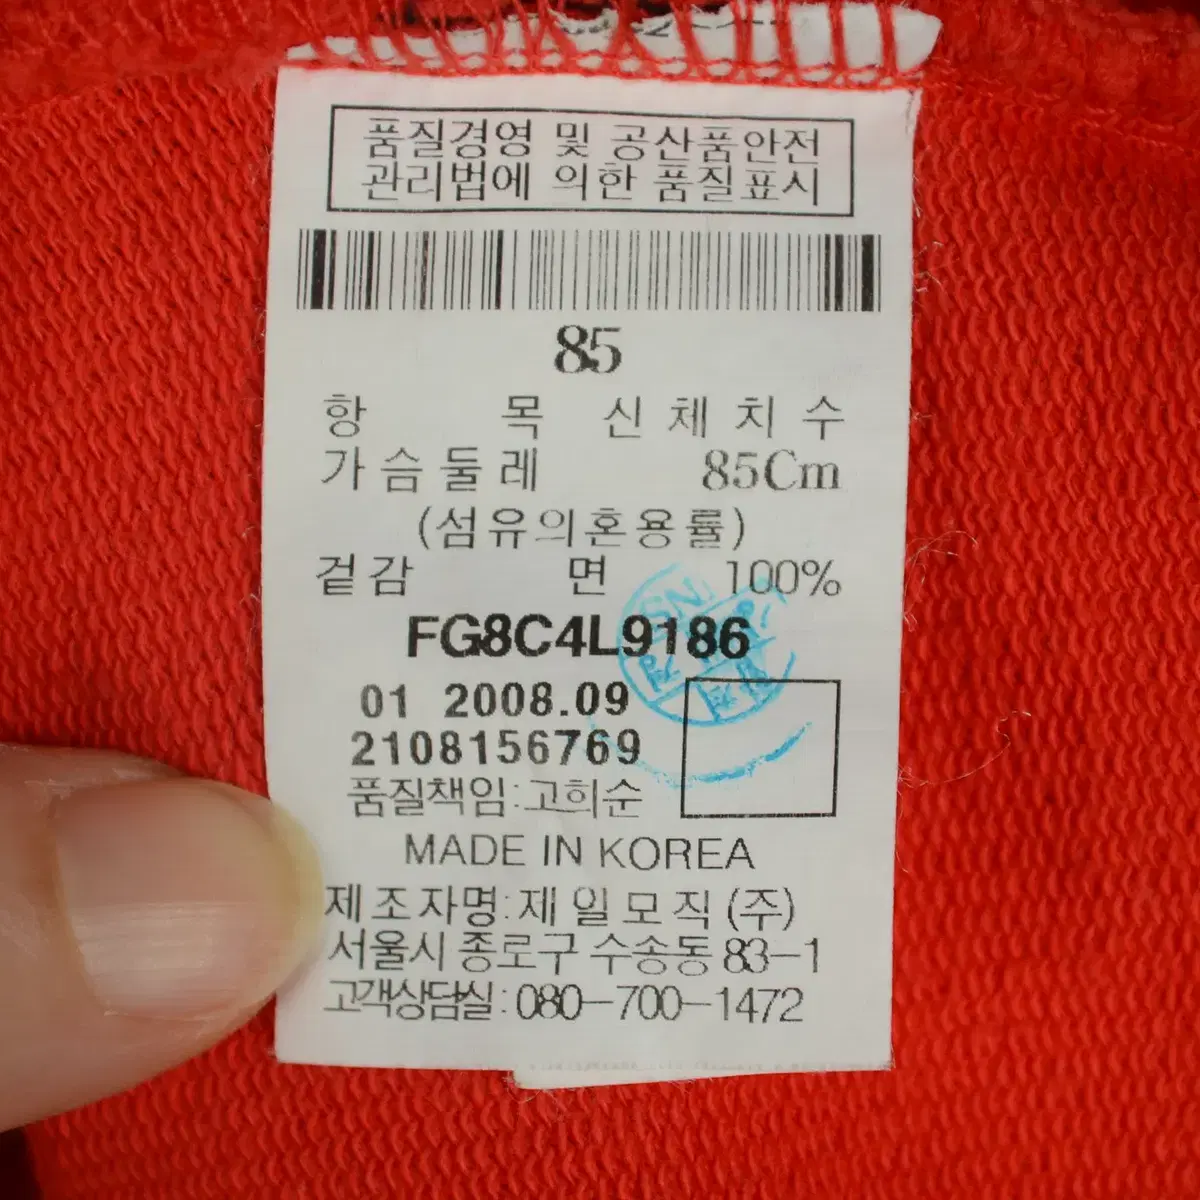 품질경영 및 공산품안전
관리법에 의한 품질표시
85
항 목 신체치수
가슴둘레 85Cm
(섬유의혼용률)
겉감 면 100%
FG8C4L9186
01 2008.09
2108156769
품질책임:고희순
MADE IN KOREA
제조자명:제일모직(주)
서울시 종로구 수송동 83-1
고객상담실:080-700-1472